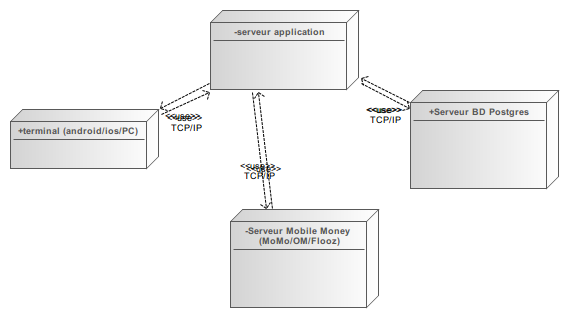 -serveur application
<<use>>
TCP/IP
<<use>>
TCP/IP
+terminal (android/ios/PC)
+Serveur BD Postgres
<<use>>
<<use>>
TCP/IP
-Serveur Mobile Money
(MoMo/OM/Flooz)